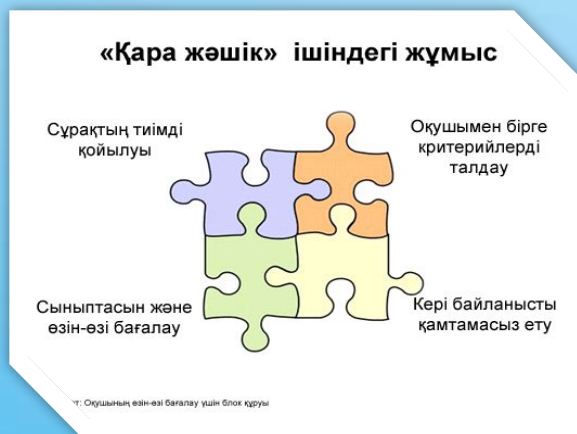 «Қара жәшік» ішіндегі жұмыс
Сұрақтың тиімді
қойылуы
Оқушымен бірге
критерийлерді
талдау
Сыныптасын және
өзін-өзі бағалау
Кері байланысты
қамтамасыз ету
Оқушының өзін-өзі бағалау үшін блок құруы